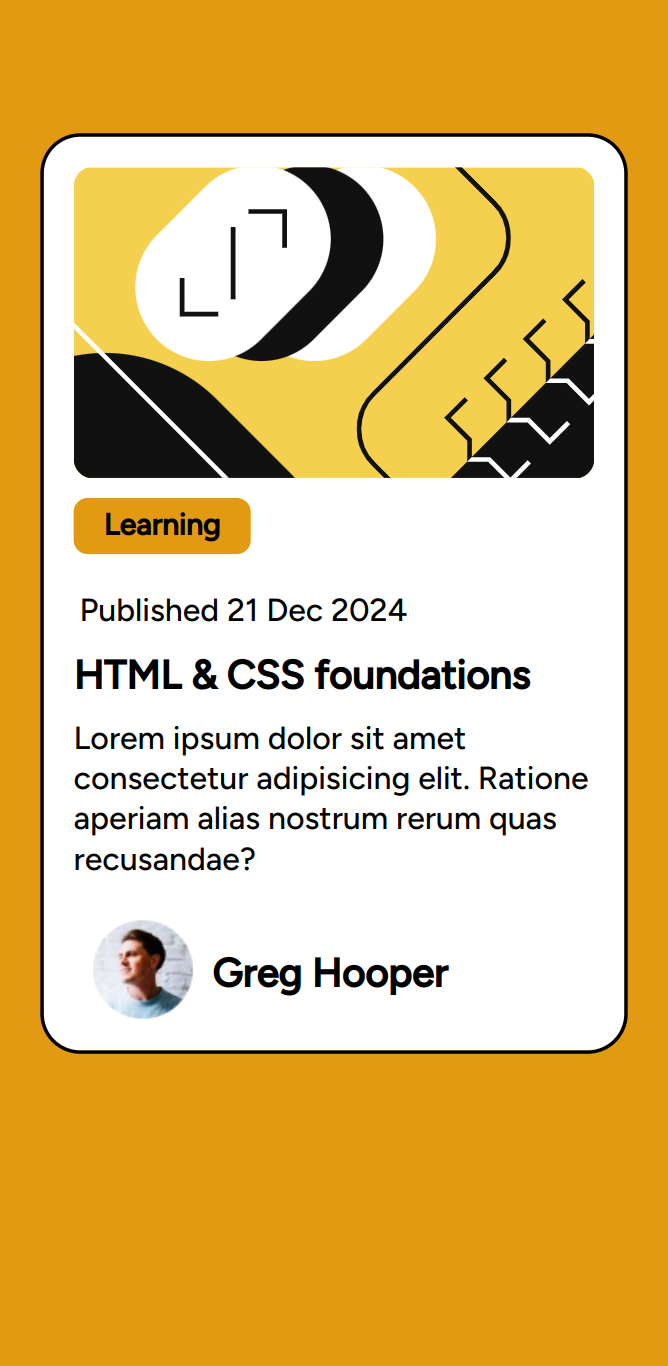 Learning
Published 21 Dec 2024
HTML & CSS foundations
Lorem ipsum dolor sit amet
consectetur adipisicing elit. Ratione
aperiam alias nostrum rerum quas
recusandae?
Greg Hooper